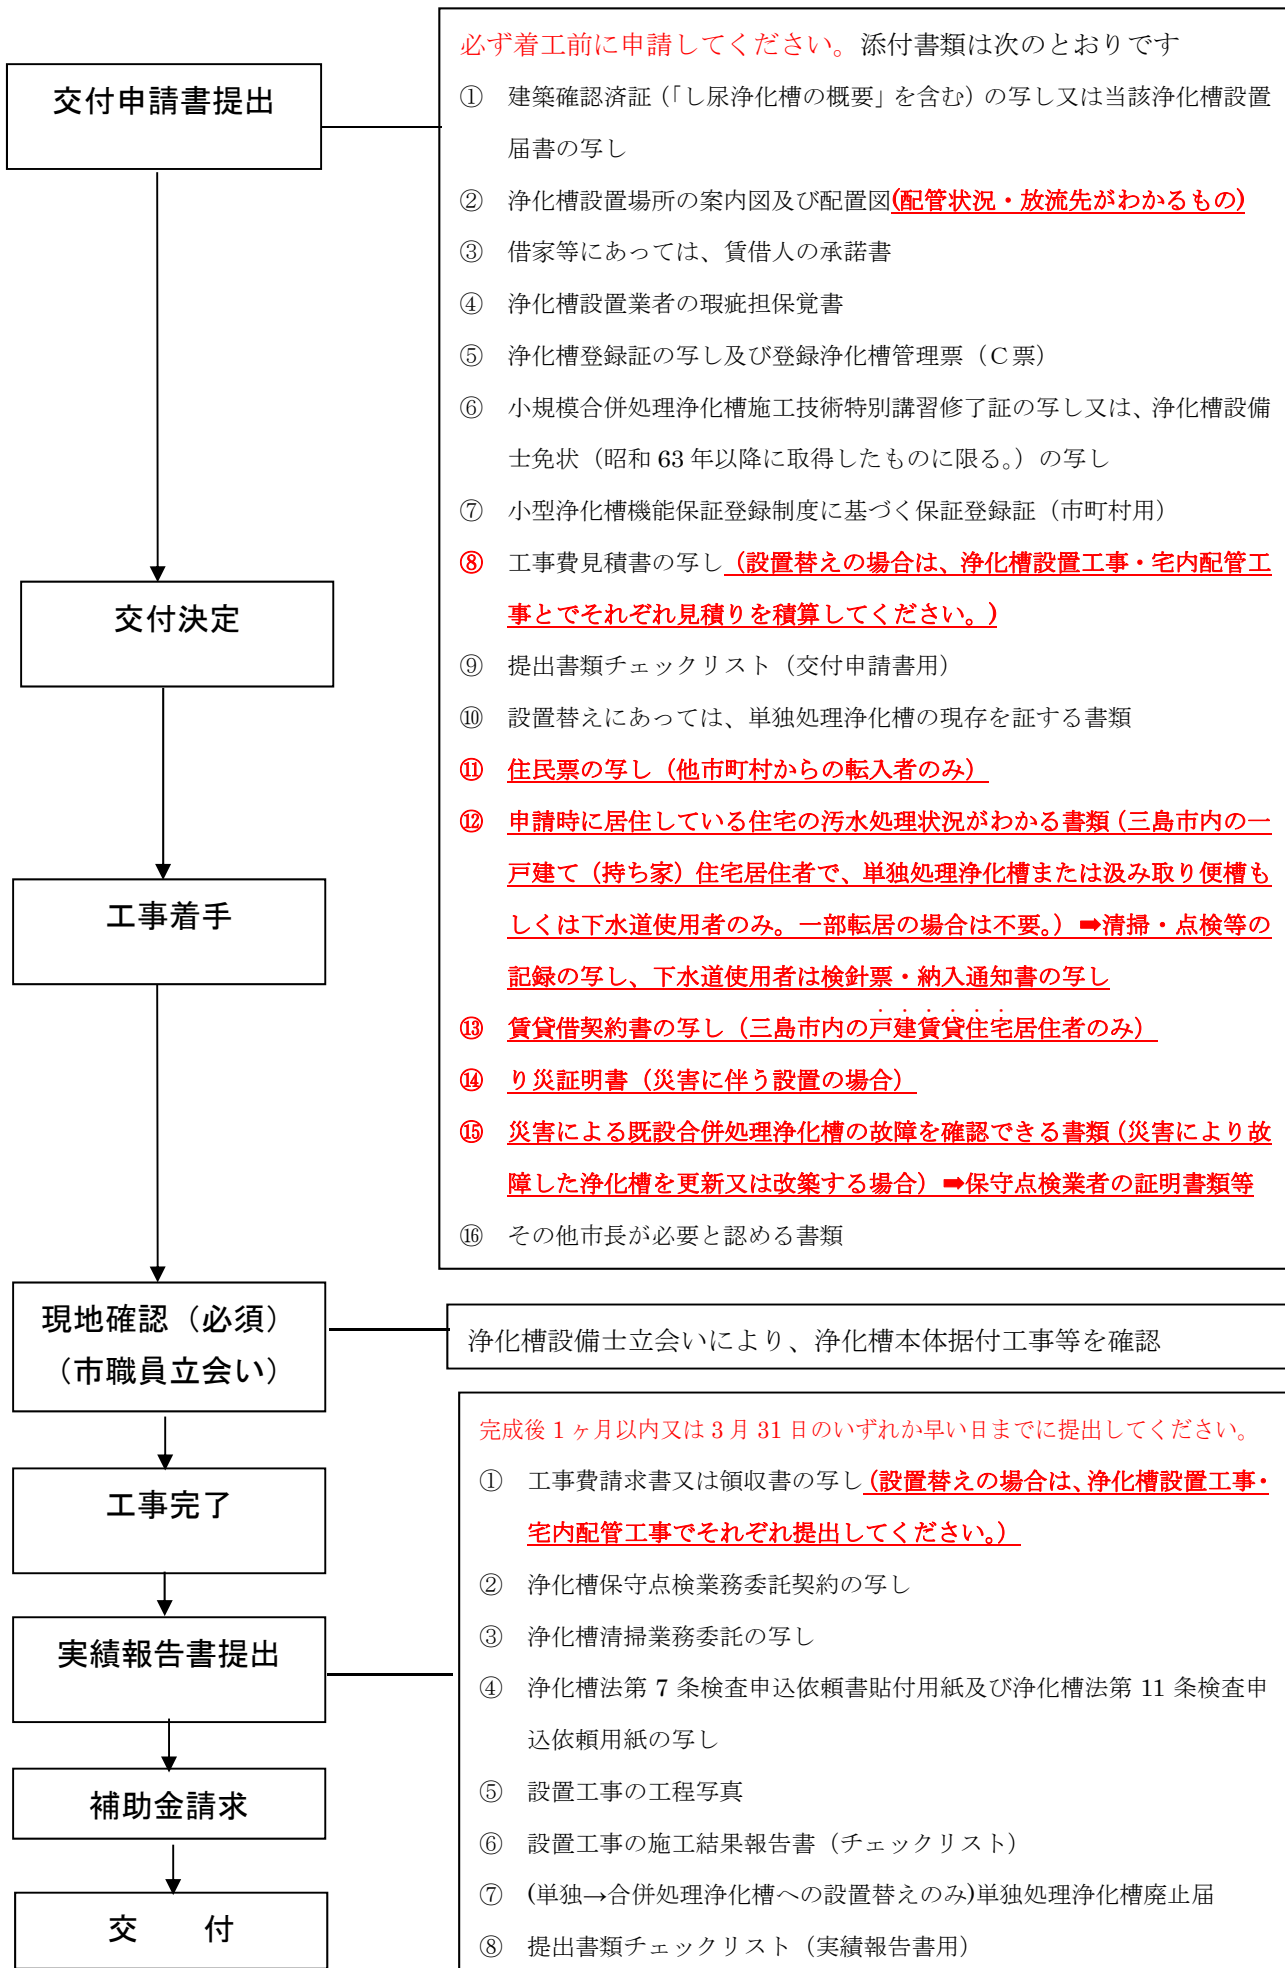 交付申請書提出
必ず着工前に申請してください。添付書類は次のとおりです
① 建築確認済証（「し尿浄化槽の概要」を含む）の写し又は当該浄化槽設置
届書の写し
② 浄化槽設置場所の案内図及び配置図(配管状況・放流先がわかるもの)
③ 借家等にあっては、賃借人の承諾書
④ 浄化槽設置業者の瑕疵担保覚書
⑤ 浄化槽登録証の写し及び登録浄化槽管理票（Ｃ票）
⑥ 小規模合併処理浄化槽施工技術特別講習修了証の写し又は、浄化槽設備
士免状（昭和 63 年以降に取得したものに限る。）の写し
⑦ 小型浄化槽機能保証登録制度に基づく保証登録証（市町村用）
⑧ 工事費見積書の写し（設置替えの場合は、浄化槽設置工事・宅内配管工
事とでそれぞれ見積りを積算してください。）
⑨ 提出書類チェックリスト（交付申請書用）
⑩ 設置替えにあっては、単独処理浄化槽の現存を証する書類
⑪ 住民票の写し（他市町村からの転入者のみ）
⑫ 申請時に居住している住宅の汚水処理状況がわかる書類（三島市内の一
戸建て（持ち家）住宅居住者で、単独処理浄化槽または汲み取り便槽も
しくは下水道使用者のみ。一部転居の場合は不要。）➡清掃・点検等の
記録の写し、下水道使用者は検針票・納入通知書の写し
⑬ 賃貸借契約書の写し（三島市内の戸建賃貸住宅居住者のみ）
⑭ り災証明書（災害に伴う設置の場合）
⑮ 災害による既設合併処理浄化槽の故障を確認できる書類（災害により故
障した浄化槽を更新又は改築する場合）➡保守点検業者の証明書類等
⑯ その他市長が必要と認める書類
交付決定
工事着手
現地確認（必須）
（市職員立会い）
浄化槽設備士立会いにより、浄化槽本体据付工事等を確認
工事完了
実績報告書提出
完成後 1 ヶ月以内又は 3 月 31 日のいずれか早い日までに提出してください。
① 工事費請求書又は領収書の写し（設置替えの場合は、浄化槽設置工事・
宅内配管工事でそれぞれ提出してください。）
② 浄化槽保守点検業務委託契約の写し
③ 浄化槽清掃業務委託の写し
④ 浄化槽法第 7 条検査申込依頼書貼付用紙及び浄化槽法第 11 条検査申
込依頼用紙の写し
⑤ 設置工事の工程写真
⑥ 設置工事の施工結果報告書（チェックリスト）
⑦ (単独→合併処理浄化槽への設置替えのみ)単独処理浄化槽廃止届
⑧ 提出書類チェックリスト（実績報告書用）
補助金請求
交　　付